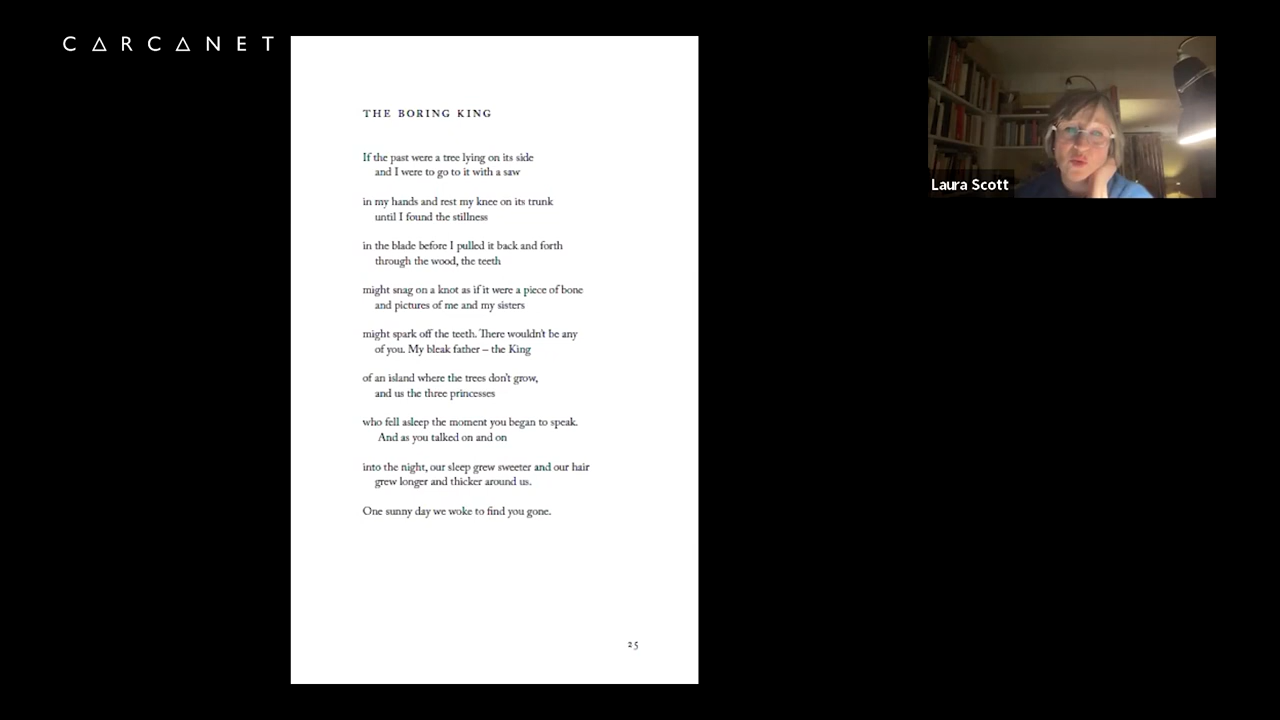 CARCANET
THE BORING KING
If the past were a tree lying on its side
and I were to go to it with a saw
in my hands and rest my knee on its trunk
until I found the stillness
in the blade before I pulled it back and forth
through the wood, the teeth
might snag on a knot as if it were a piece of bone
and pictures of me and my sisters
might spark off the teeth. There wouldn't be any
of you. My bleak father – the King
of an island where the trees don't grow,
and us the three princesses
who fell asleep the moment you began to speak.
And as you talked on and on
into the night, our sleep grew sweeter and our hair
grew longer and thicker around us.
One sunny day we woke to find you gone.
25
Laura Scott